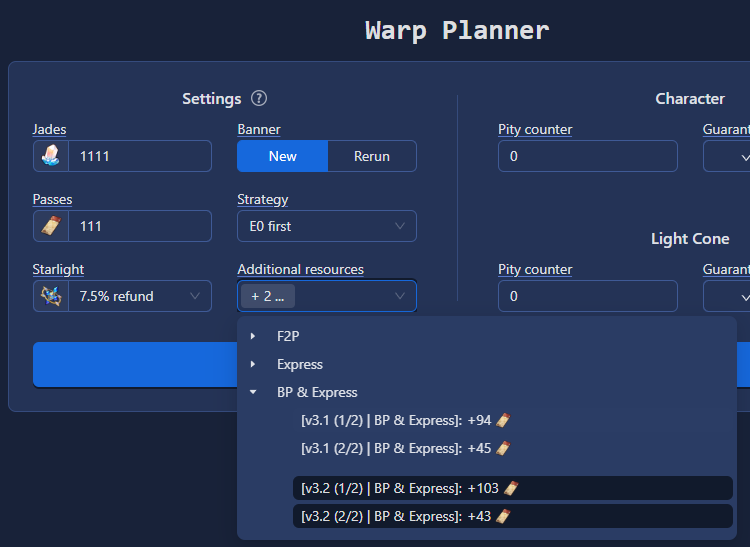 Warp Planner
Settings ?
Character
Jades
Banner
Pity counter
1111
New
Rerun
0
Passes
Strategy
111
E0 first
Light Cone
Starlight
Additional resources
Pity counter
7.5% refund
+ 2 ...
0
F2P
Express
BP & Express
[v3.1 (1/2) | BP & Express]: +94
[v3.1 (2/2) | BP & Express]: +45
[v3.2 (1/2) | BP & Express]: +103
[v3.2 (2/2) | BP & Express]: +43